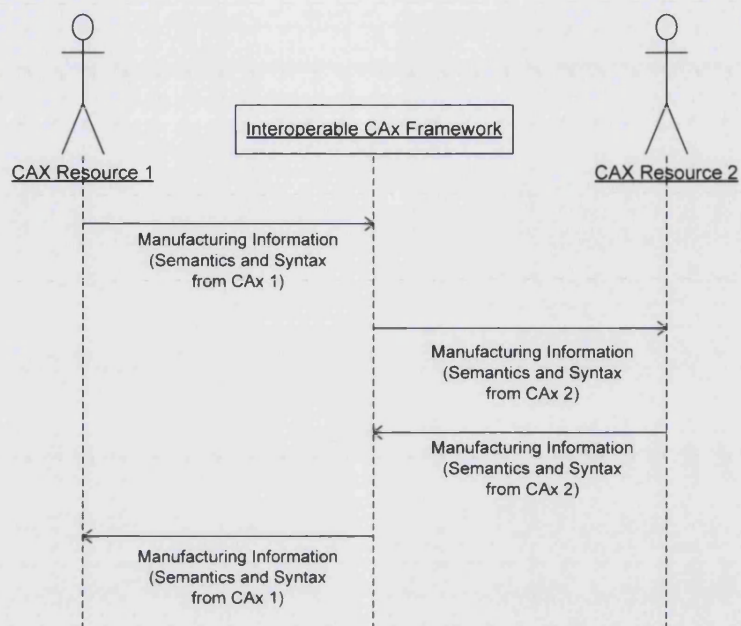 Interoperable CAx Framework
CAX Resource 1
CAX Resource 2
Manufacturing Information
(Semantics and Syntax
from CAx 1)
Manufacturing Information
(Semantics and Syntax
from CAx 2)
Manufacturing Information
(Semantics and Syntax
from CAx 2)
Manufacturing Information
(Semantics and Syntax
from CAx 1)